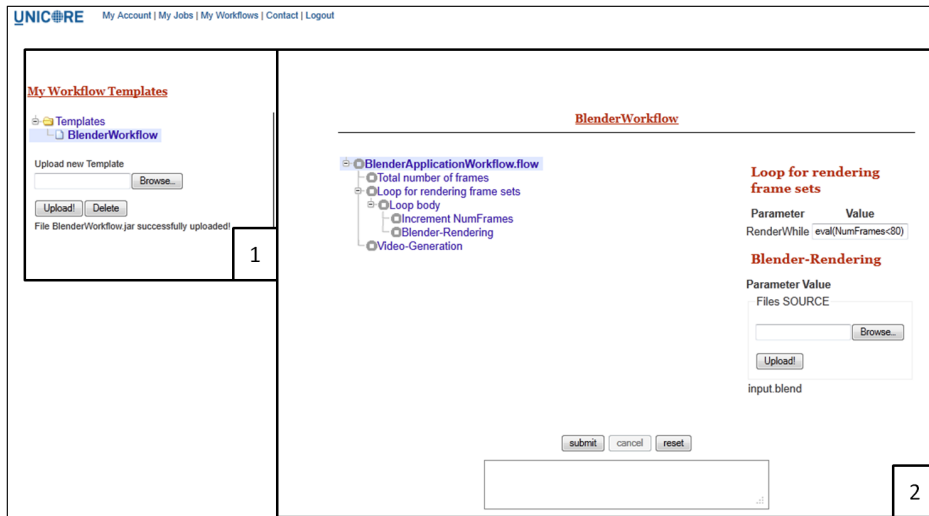 UNICORE My Account | My Jobs | My Workflows | Contact | Logout
My Workflow Templates
Templates
BlenderWorkflow
Upload new Template
Browse...
Upload! Delete
File BlenderWorkflow.jar successfully uploaded!
1
BlenderWorkflow
BlenderApplicationWorkflow.flow
Total number of frames
Loop for rendering frame sets
Loop body
Increment NumFrames
Blender-Rendering
Video-Generation
Loop for rendering
frame sets
Parameter Value
RenderWhile eval(NumFrames<80)
Blender-Rendering
Parameter Value
Files SOURCE
Browse...
Upload!
input.blend
submit cancel reset
2